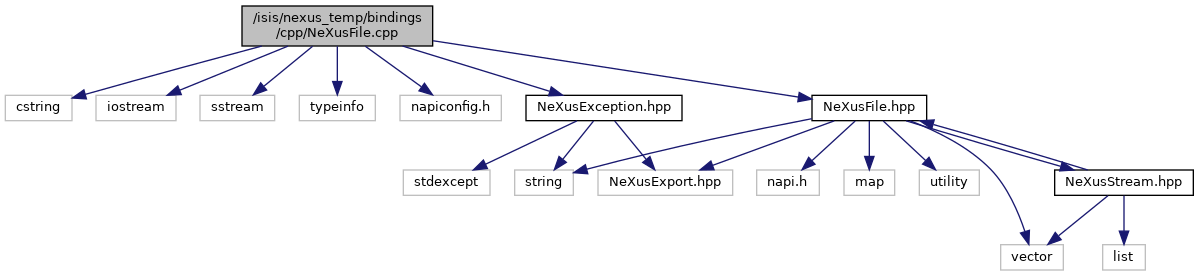 /isis/nexus_temp/bindings
/cpp/NeXusFile.cpp
cstring
iostream
sstream
typeinfo
napiconfig.h
NeXusException.hpp
NeXusFile.hpp
stdexcept
string
NeXusExport.hpp
napi.h
map
utility
NeXusStream.hpp
vector
list